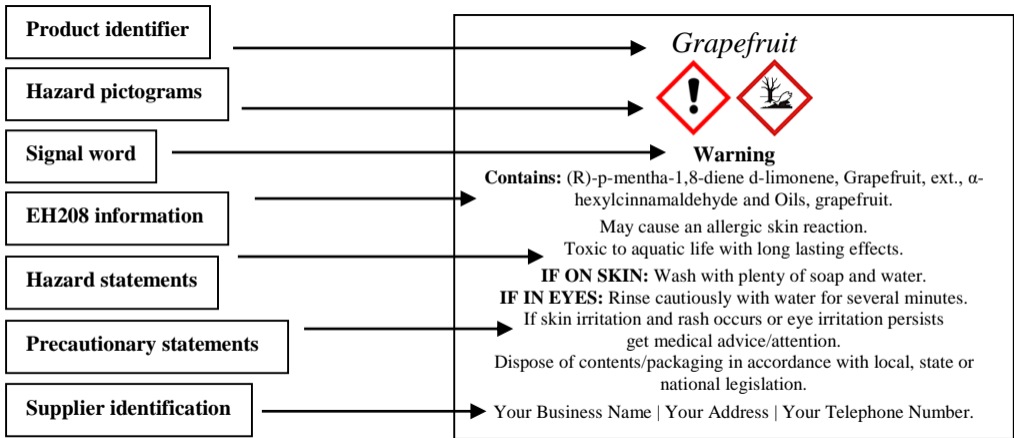 Product identifier
Hazard pictograms
Signal word
EH208 information
Hazard statements
Precautionary statements
Supplier identification
Grapefruit
Warning
Contains: (R)-p-mentha-1,8-diene d-limonene, Grapefruit, ext., α-
hexylcinnamaldehyde and Oils, grapefruit.
May cause an allergic skin reaction.
Toxic to aquatic life with long lasting effects.
IF ON SKIN: Wash with plenty of soap and water.
IF IN EYES: Rinse cautiously with water for several minutes.
If skin irritation and rash occurs or eye irritation persists
get medical advice/attention.
Dispose of contents/packaging in accordance with local, state or
national legislation.
Your Business Name | Your Address | Your Telephone Number.